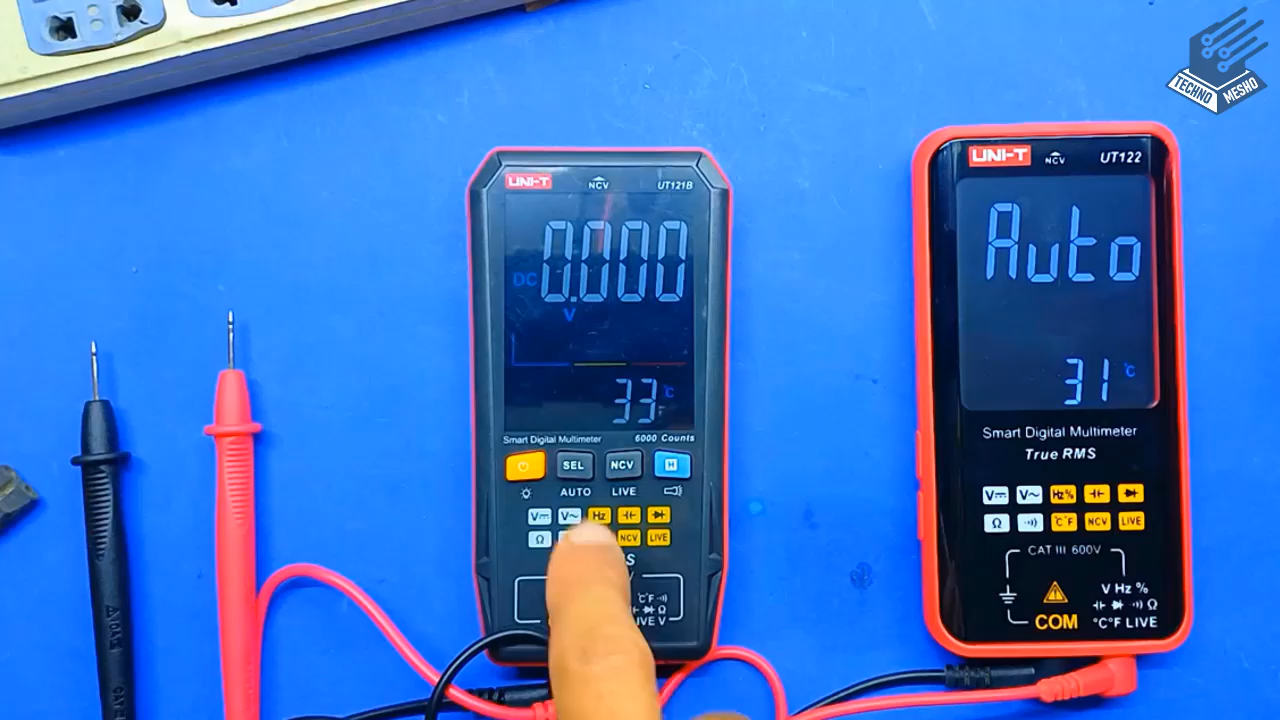 TECHNO MESHO
UNI-T
NCV
UT121B
0.000
DC
V
33 °C
Smart Digital Multimeter
6000 Counts
SEL
NCV
H
AUTO
LIVE
V
V~
Hz
Ω
NCV
LIVE
S
°C°F
Ω
LIVE V
UNI-T
NCV
UT122
Auto
31 °C
Smart Digital Multimeter
True RMS
V
V~
Hz%
Ω
°C°F
NCV
LIVE
CAT III 600V
V Hz %
Ω
COM
°C°F LIVE